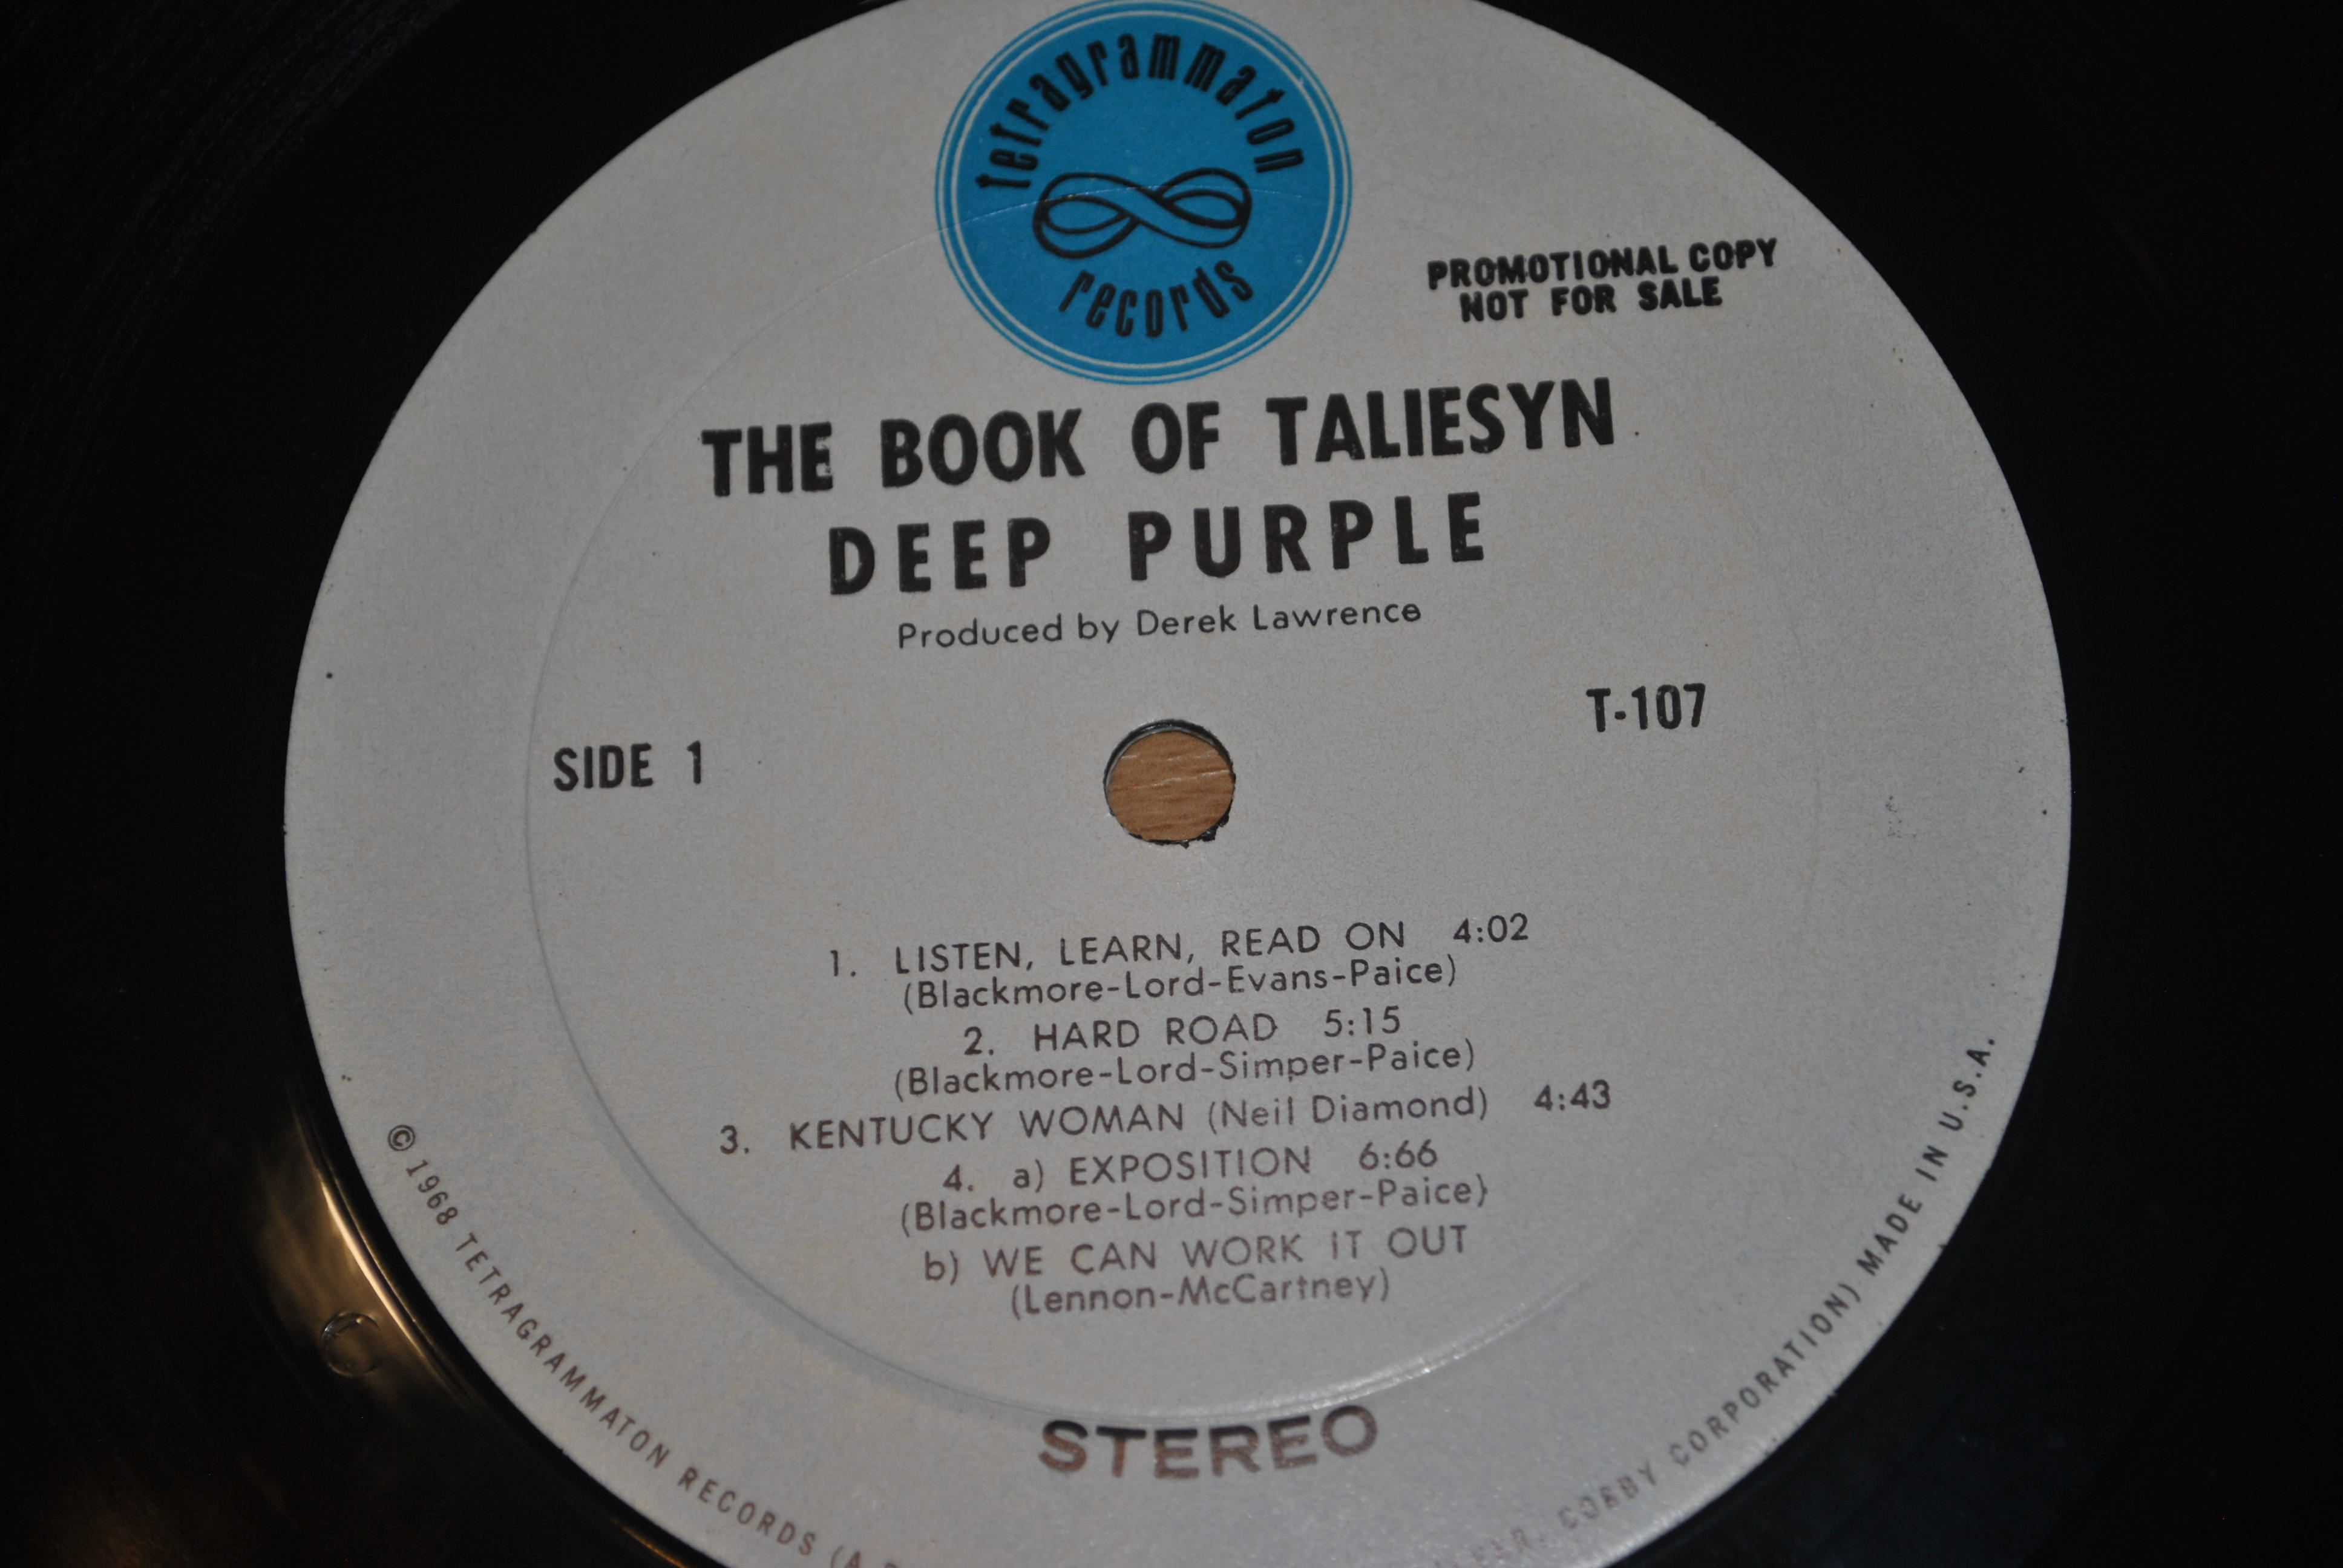 tetragrammaton
records
PROMOTIONAL COPY
NOT FOR SALE
THE BOOK OF TALIESYN
DEEP PURPLE
Produced by Derek Lawrence
T-107
SIDE 1
1. LISTEN, LEARN, READ ON 4:02
(Blackmore-Lord-Evans-Paice)
2. HARD ROAD 5:15
(Blackmore-Lord-Simper-Paice)
3. KENTUCKY WOMAN (Neil Diamond) 4:43
4. a) EXPOSITION 6:66
(Blackmore-Lord-Simper-Paice)
b) WE CAN WORK IT OUT
(Lennon-McCartney)
STEREO
© 1968 TETRAGRAMMATON RECORDS (A
COSBY CORPORATION) MADE IN U.S.A.